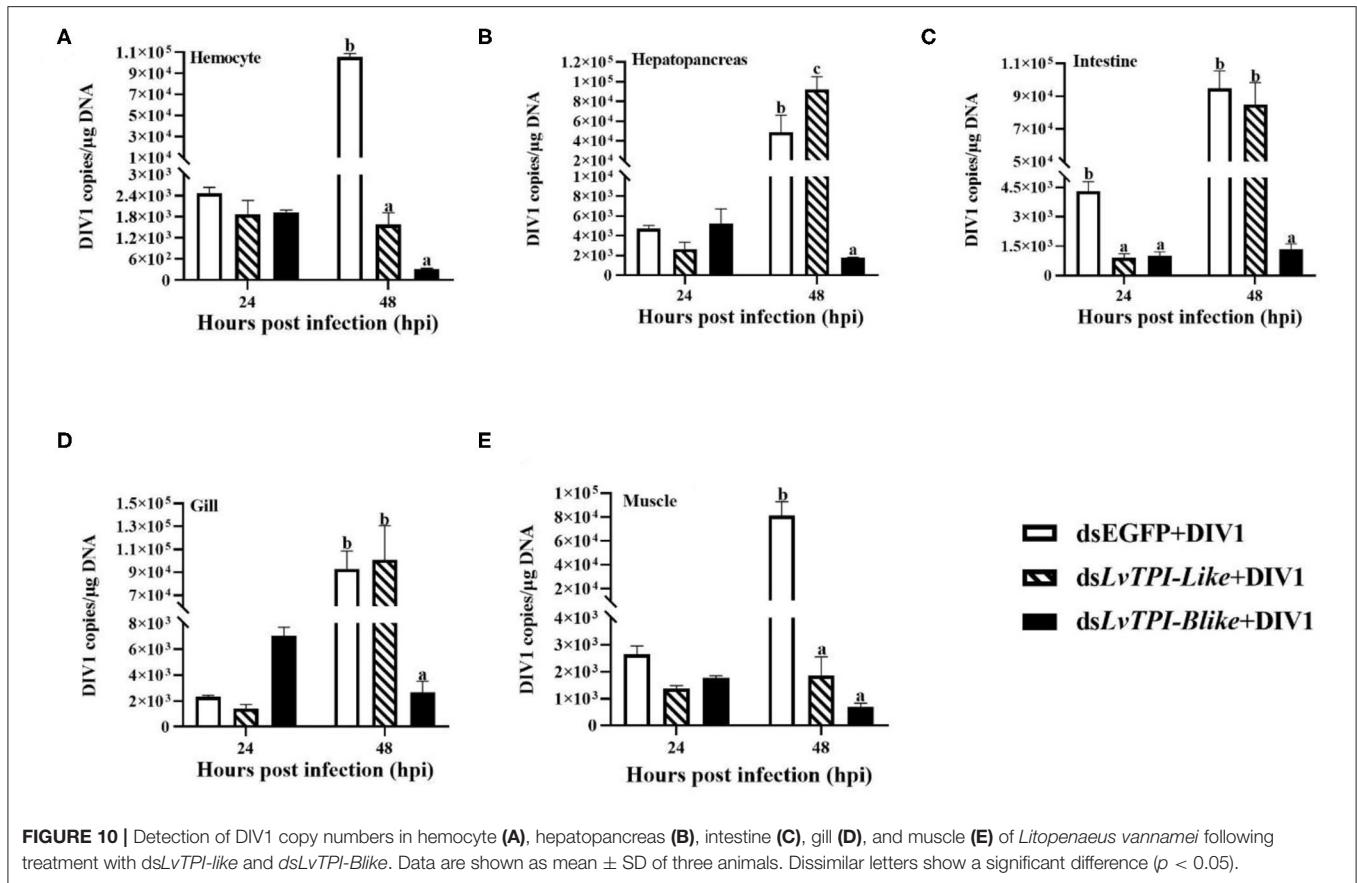 A
Hemocyte
DIV1 copies/µg DNA
1.1×10⁵
9×10⁴
7×10⁴
5×10⁴
3×10⁴
1×10⁴
3×10³
2.4×10³
1.8×10³
1.2×10³
6×10²
0
b
a
a
24
48
Hours post infection (hpi)
B
Hepatopancreas
DIV1 copies/µg DNA
1.2×10⁵
1×10⁵
8×10⁴
6×10⁴
4×10⁴
2×10⁴
1×10⁴
1×10⁴
8×10³
6×10³
4×10³
2×10³
0
b
c
a
24
48
Hours post infection (hpi)
C
Intestine
DIV1 copies/µg DNA
1.1×10⁵
9×10⁴
7×10⁴
5×10⁴
5×10³
4.5×10³
3×10³
1.5×10³
0
b
a
a
b
b
a
24
48
Hours post infection (hpi)
D
Gill
DIV1 copies/µg DNA
1.5×10⁵
1.3×10⁵
1.1×10⁵
9×10⁴
7×10⁴
8×10³
6×10³
4×10³
2×10³
0
b
b
a
24
48
Hours post infection (hpi)
E
Muscle
DIV1 copies/µg DNA
1×10⁵
8×10⁴
6×10⁴
4×10⁴
2×10⁴
4×10³
3×10³
2×10³
1×10³
0
b
a
a
24
48
Hours post infection (hpi)
dsEGFP+DIV1
dsLvTPI-Like+DIV1
dsLvTPI-Blike+DIV1
FIGURE 10 | Detection of DIV1 copy numbers in hemocyte (A), hepatopancreas (B), intestine (C), gill (D), and muscle (E) of Litopenaeus vannamei following
treatment with dsLvTPI-like and dsLvTPI-Blike. Data are shown as mean ± SD of three animals. Dissimilar letters show a significant difference (p < 0.05).